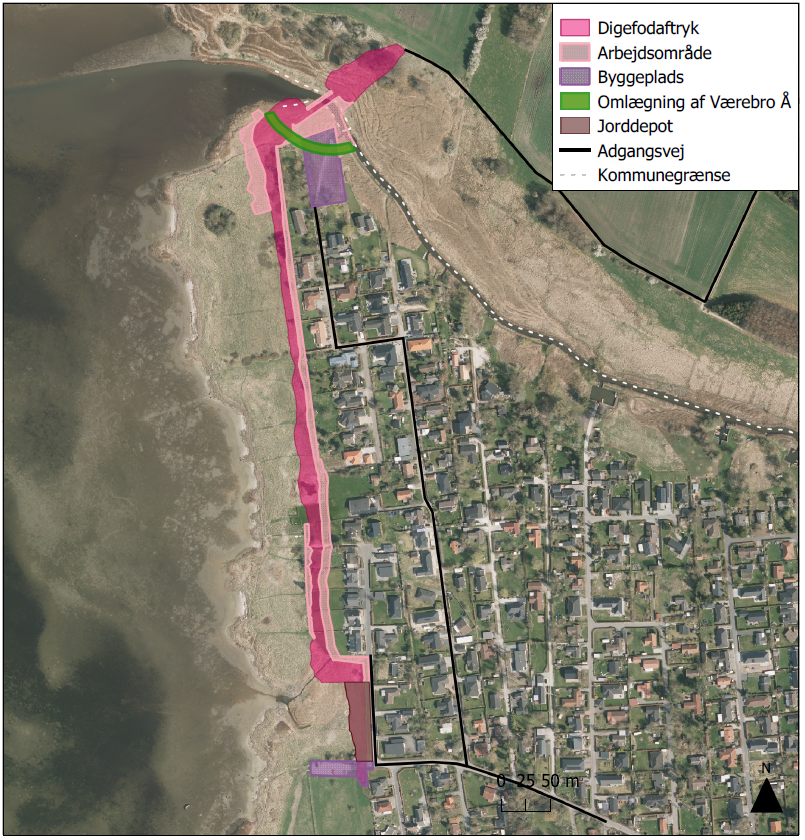 Digefodaftryk
Arbejdsområde
Byggeplads
Omlægning af Værebro Å
Jorddepot
Adgangsvej
Kommunegrænse
N
0 25 50 m